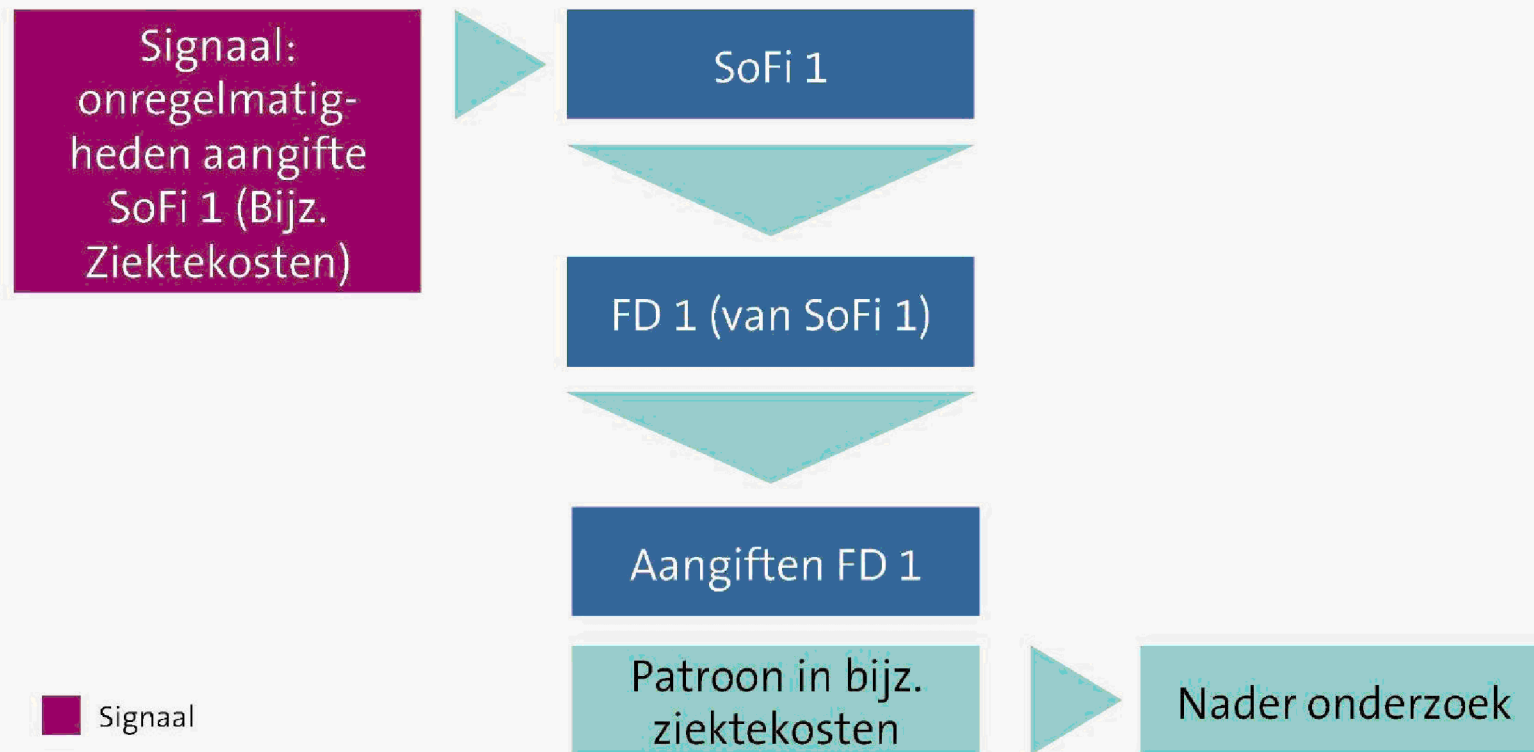 Signaal:
onregelmatig-
heden aangifte
SoFi 1 (Bijz.
Ziektekosten)
SoFi 1
FD 1 (van SoFi 1)
Aangiften FD 1
Patroon in bijz.
ziektekosten
Nader onderzoek
Signaal